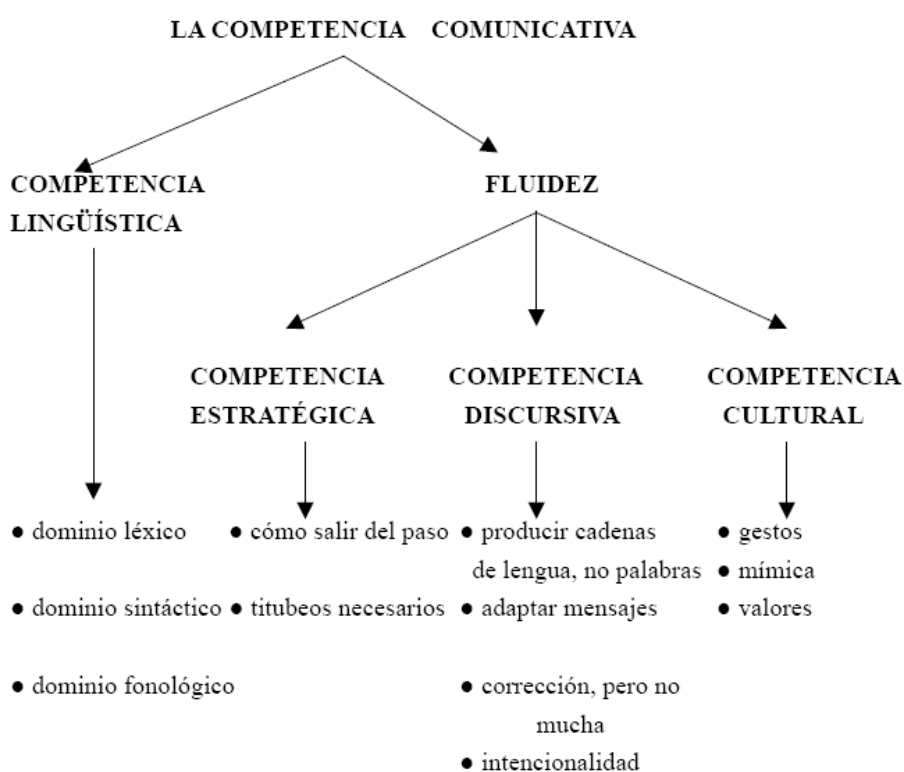 LA COMPETENCIA COMUNICATIVA
COMPETENCIA
LINGÜÍSTICA
FLUIDEZ
COMPETENCIA
ESTRATÉGICA
COMPETENCIA
DISCURSIVA
COMPETENCIA
CULTURAL
● dominio léxico
● dominio sintáctico
● dominio fonológico
● cómo salir del paso
● titubeos necesarios
● producir cadenas
de lengua, no palabras
● adaptar mensajes
● corrección, pero no
mucha
● intencionalidad
● gestos
● mímica
● valores